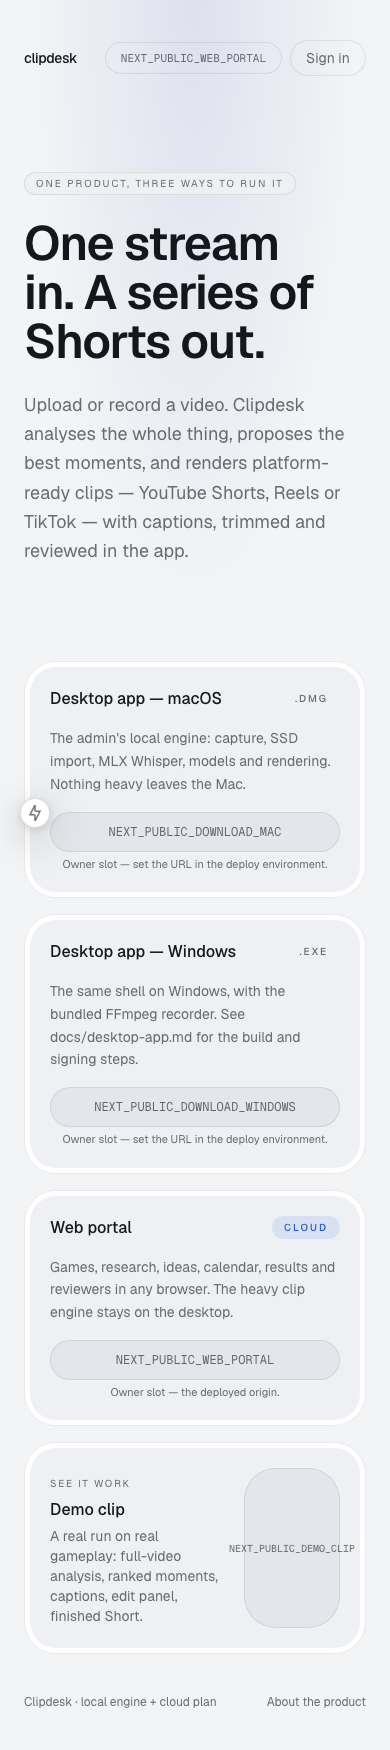 clipdesk
NEXT_PUBLIC_WEB_PORTAL
Sign in
ONE PRODUCT, THREE WAYS TO RUN IT
One stream
in. A series of
Shorts out.
Upload or record a video. Clipdesk
analyses the whole thing, proposes the
best moments, and renders platform-
ready clips — YouTube Shorts, Reels or
TikTok — with captions, trimmed and
reviewed in the app.
Desktop app — macOS
.DMG
The admin's local engine: capture, SSD
import, MLX Whisper, models and rendering.
Nothing heavy leaves the Mac.
NEXT_PUBLIC_DOWNLOAD_MAC
Owner slot — set the URL in the deploy environment.
Desktop app — Windows
.EXE
The same shell on Windows, with the
bundled FFmpeg recorder. See
docs/desktop-app.md for the build and
signing steps.
NEXT_PUBLIC_DOWNLOAD_WINDOWS
Owner slot — set the URL in the deploy environment.
Web portal
CLOUD
Games, research, ideas, calendar, results and
reviewers in any browser. The heavy clip
engine stays on the desktop.
NEXT_PUBLIC_WEB_PORTAL
Owner slot — the deployed origin.
SEE IT WORK
Demo clip
A real run on real
gameplay: full-video
analysis, ranked moments,
captions, edit panel,
finished Short.
NEXT_PUBLIC_DEMO_CLIP
Clipdesk · local engine + cloud plan
About the product